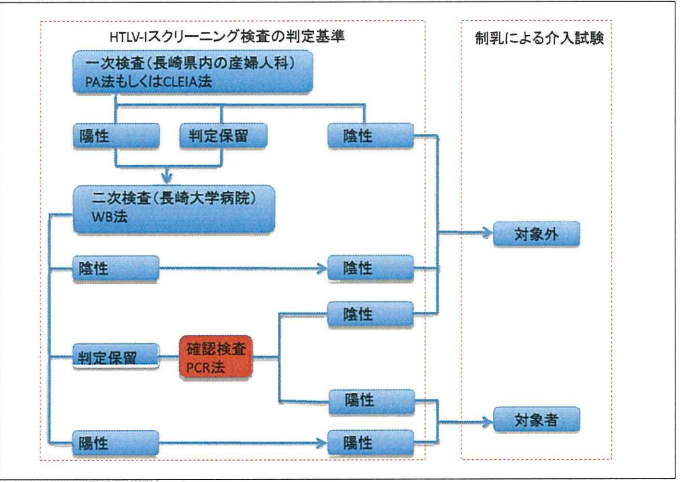 HTLV-Iスクリーニング検査の判定基準
制乳による介入試験
一次検査(長崎県内の産婦人科)
PA法もしくはCLEIA法
陽性
判定保留
陰性
二次検査(長崎大学病院)
WB法
対象外
陰性
陰性
陰性
判定保留
確認検査
PCR法
陽性
対象者
陽性
陽性